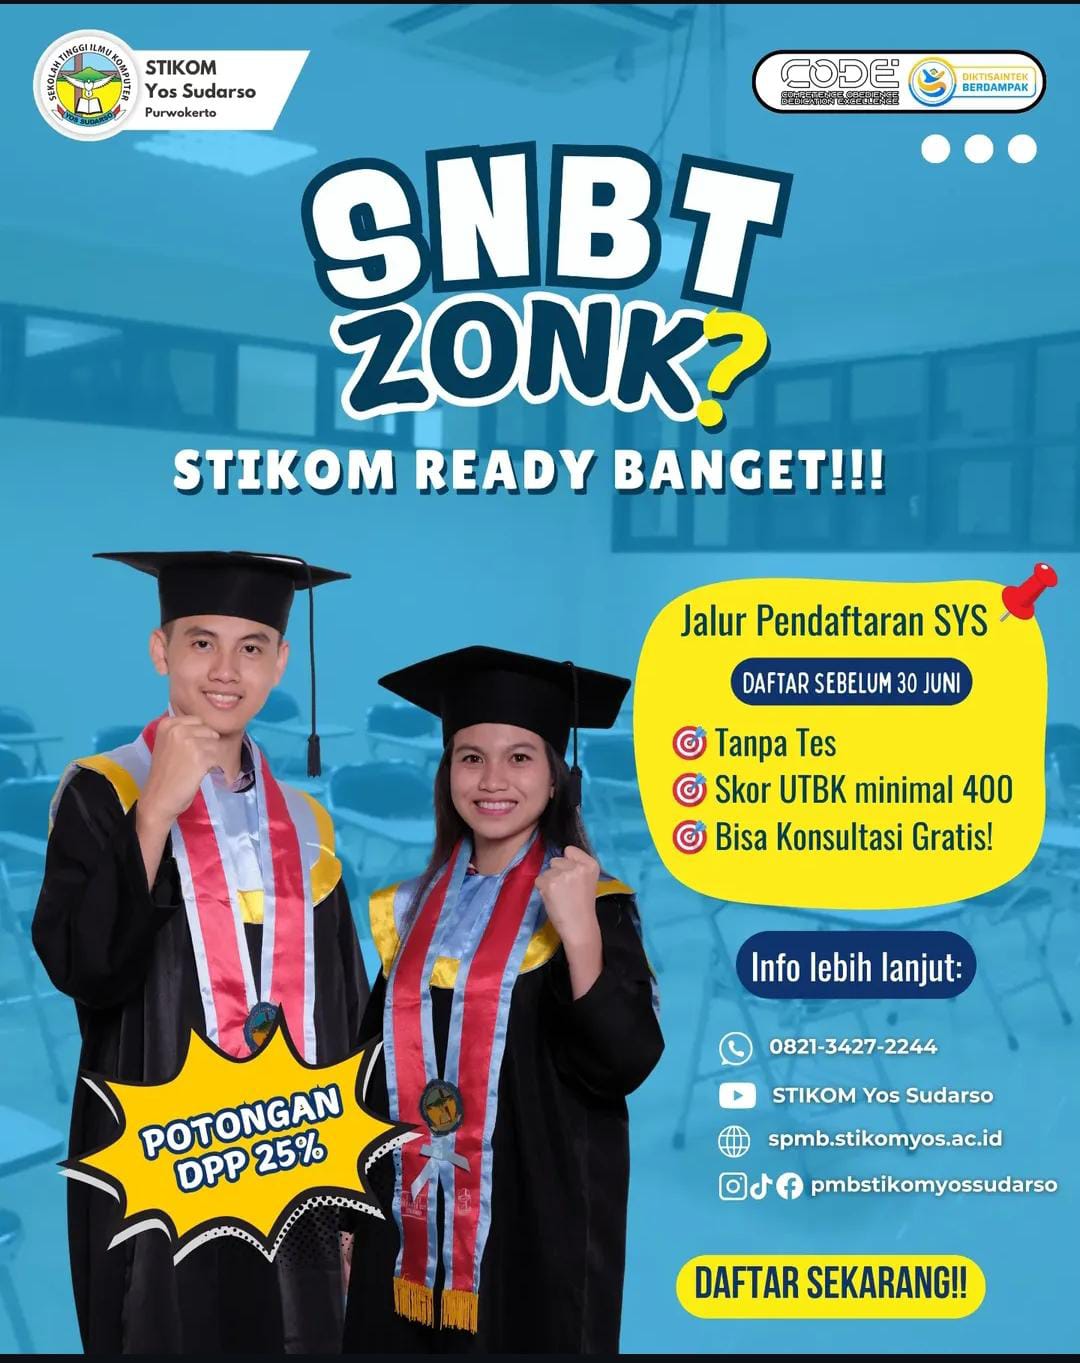 SEKOLAH TINGGI ILMU KOMPUTER
YOS SUDARSO
STIKOM
Yos Sudarso
Purwokerto
CODE
COMPETENCE OBEDIENCE
DEDICATION EXCELLENCE
DIKTISAINTEK
BERDAMPAK
SNBT
ZONK?
STIKOM READY BANGET!!!
Jalur Pendaftaran SYS
DAFTAR SEBELUM 30 JUNI
Tanpa Tes
Skor UTBK minimal 400
Bisa Konsultasi Gratis!
Info lebih lanjut:
0821-3427-2244
STIKOM Yos Sudarso
spmb.stikomyos.ac.id
pmbstikomyossudarso
POTONGAN
DPP 25%
DAFTAR SEKARANG!!